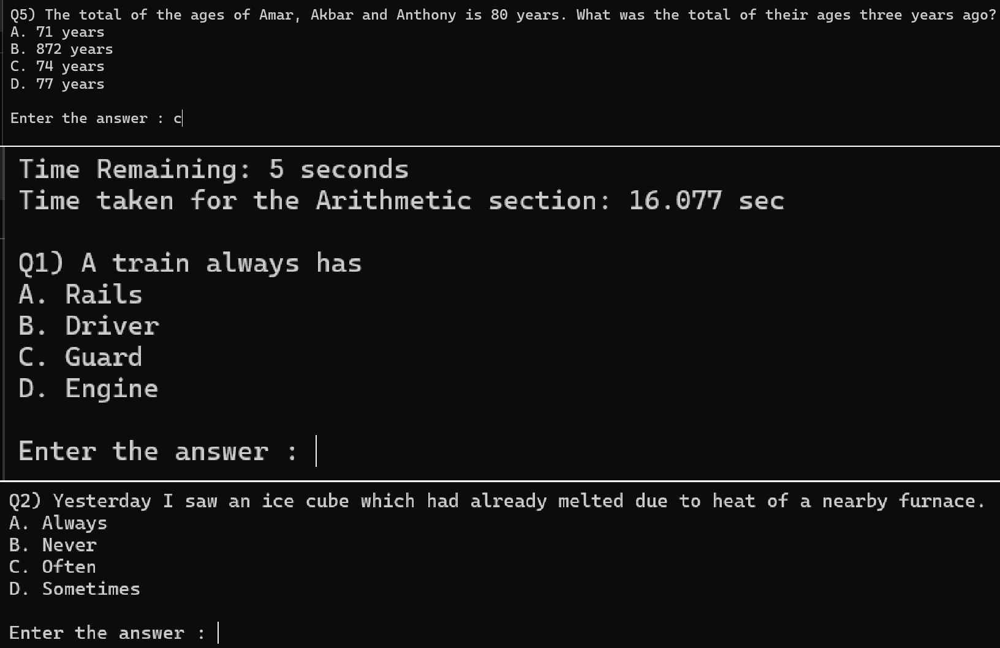 Q5) The total of the ages of Amar, Akbar and Anthony is 80 years. What was the total of their ages three years ago?
A. 71 years
B. 872 years
C. 74 years
D. 77 years
Enter the answer : c
Time Remaining: 5 seconds
Time taken for the Arithmetic section: 16.077 sec
Q1) A train always has
A. Rails
B. Driver
C. Guard
D. Engine
Enter the answer :
Q2) Yesterday I saw an ice cube which had already melted due to heat of a nearby furnace.
A. Always
B. Never
C. Often
D. Sometimes
Enter the answer :